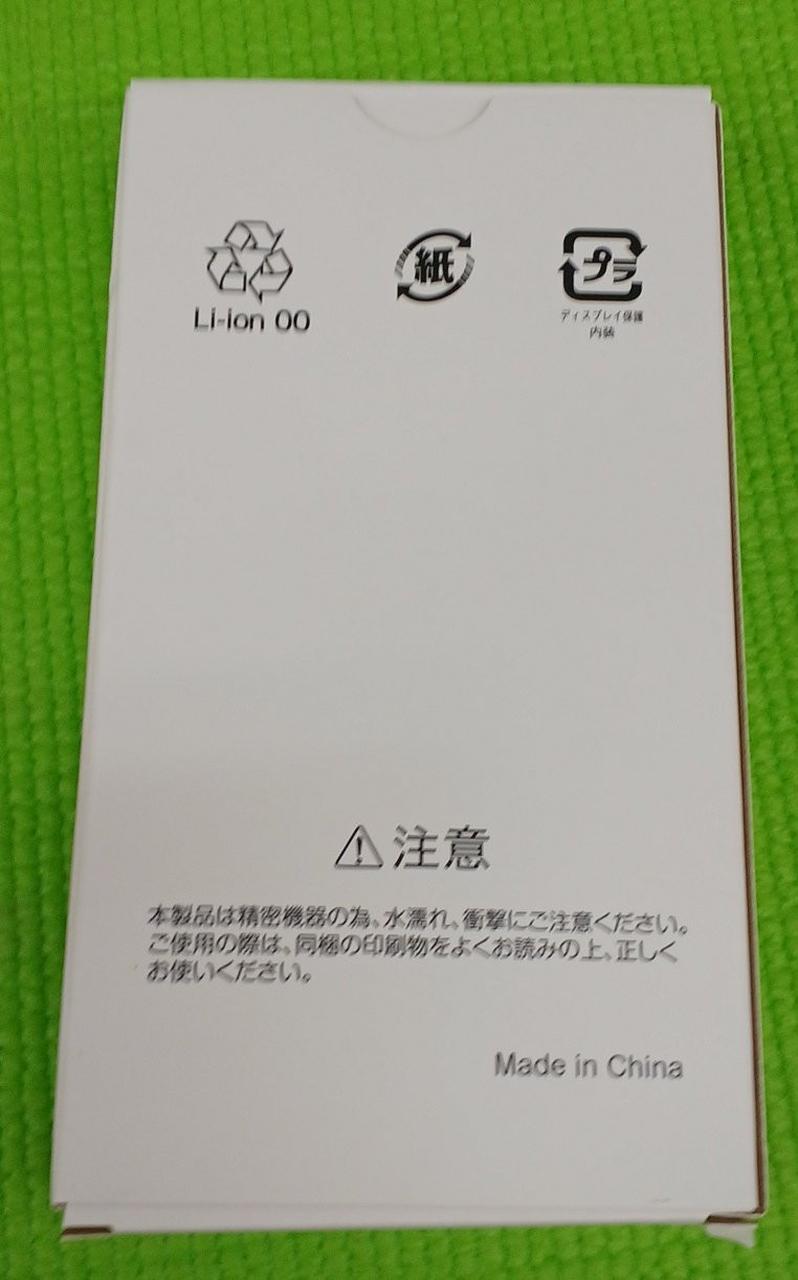 Li-ion 00
紙
プラ
ディスプレイ保護
内装
注意
本製品は精密機器の為、水濡れ、衝撃にご注意ください。
ご使用の際は、同梱の印刷物をよくお読みの上、正しく
お使いください。
Made in China